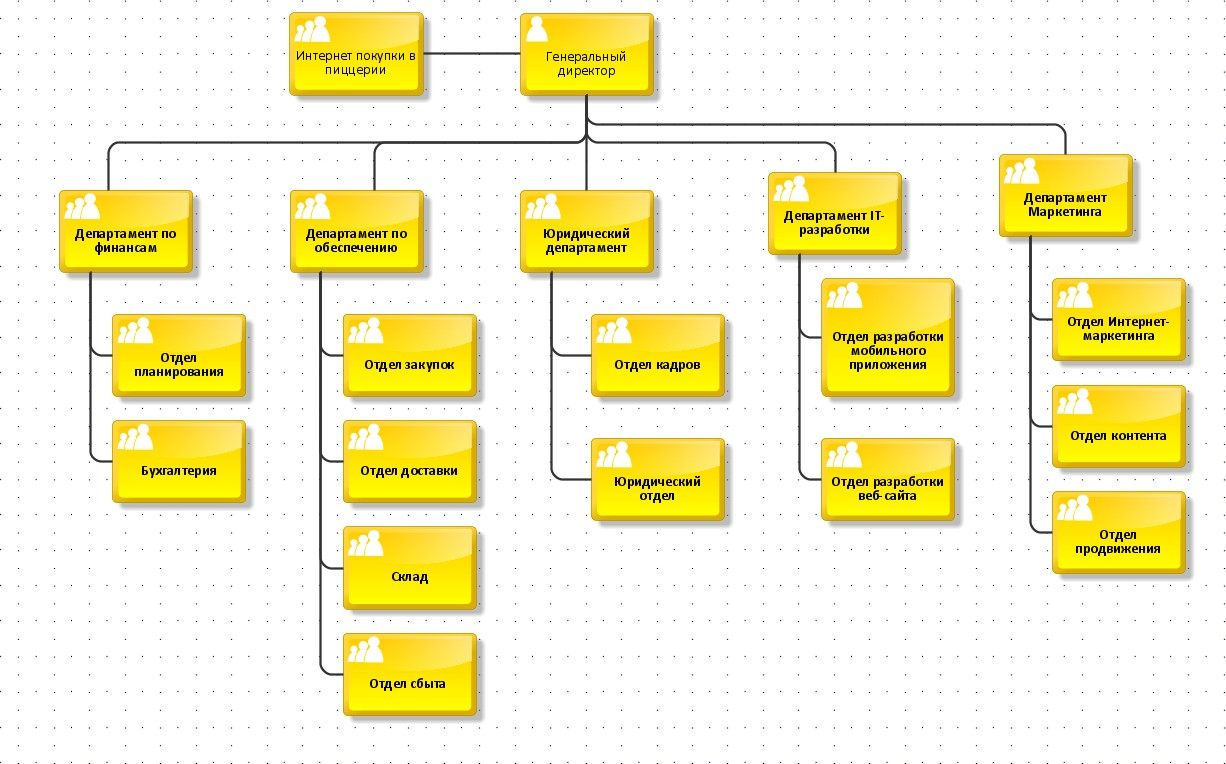 Интернет покупки в
пиццерии
Генеральный
директор
Департамент по
финансам
Департамент по
обеспечению
Юридический
департамент
Департамент IT-
разработки
Департамент
Маркетинга
Отдел
планирования
Бухгалтерия
Отдел закупок
Отдел доставки
Склад
Отдел сбыта
Отдел кадров
Юридический
отдел
Отдел разработки
мобильного
приложения
Отдел разработки
веб-сайта
Отдел Интернет-
маркетинга
Отдел контента
Отдел
продвижения